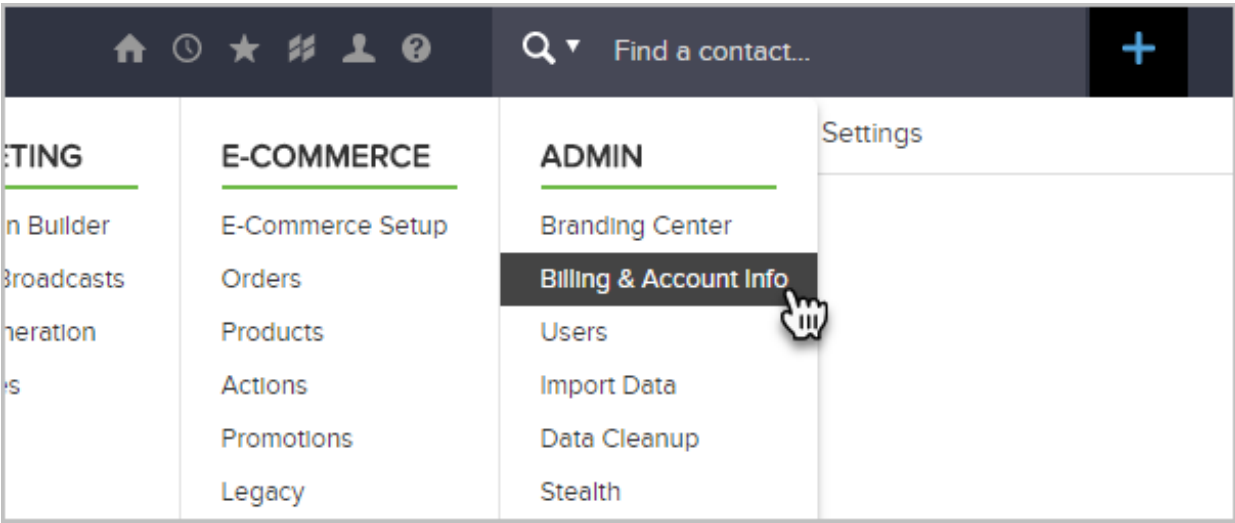 Find a contact...
Settings
ETING
n Builder
Broadcasts
neration
es
E-COMMERCE
E-Commerce Setup
Orders
Products
Actions
Promotions
Legacy
ADMIN
Branding Center
Billing & Account Info
Users
Import Data
Data Cleanup
Stealth